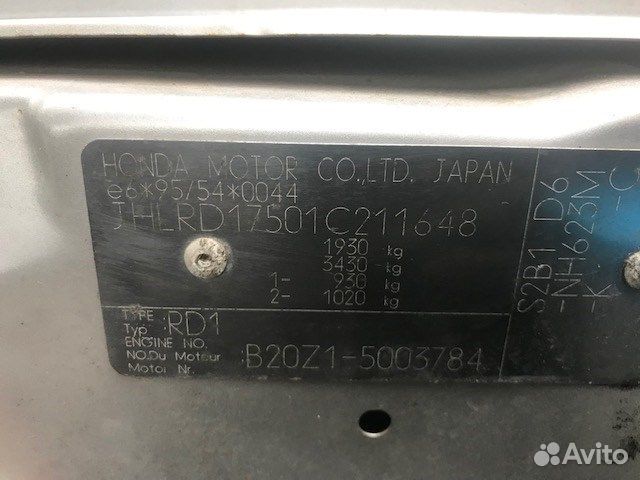 HONDA MOTOR CO.,LTD. JAPAN
e6*95/54*0044
JHLRD17501C211648
1930 kg
3430 kg
1- 930 kg
2- 1020 kg
TYPE
Typ : RD1
ENGINE NO.
NO.Du Moteur
Motor Nr.
B20Z1-5003784
S2B1 D6
-NH623M
-K -C
Avito